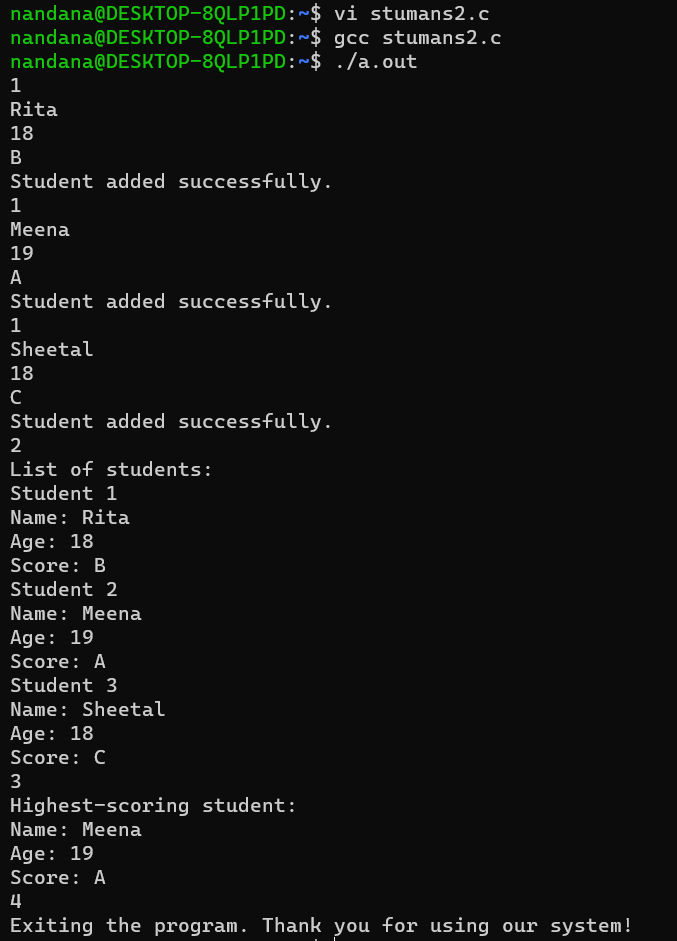 nandana@DESKTOP-8QLP1PD:~$ vi stumans2.c
nandana@DESKTOP-8QLP1PD:~$ gcc stumans2.c
nandana@DESKTOP-8QLP1PD:~$ ./a.out
1
Rita
18
B
Student added successfully.
1
Meena
19
A
Student added successfully.
1
Sheetal
18
C
Student added successfully.
2
List of students:
Student 1
Name: Rita
Age: 18
Score: B
Student 2
Name: Meena
Age: 19
Score: A
Student 3
Name: Sheetal
Age: 18
Score: C
3
Highest-scoring student:
Name: Meena
Age: 19
Score: A
4
Exiting the program. Thank you for using our system!